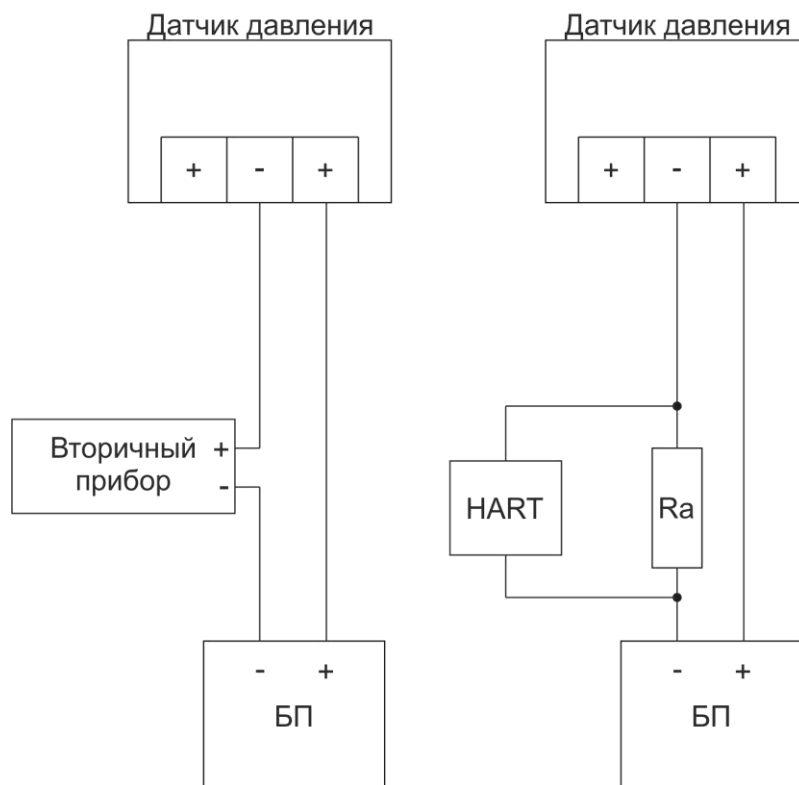 Датчик давления
+ - +
Вторичный +
прибор -
- +
БП
Датчик давления
+ - +
HART
Ra
- +
БП